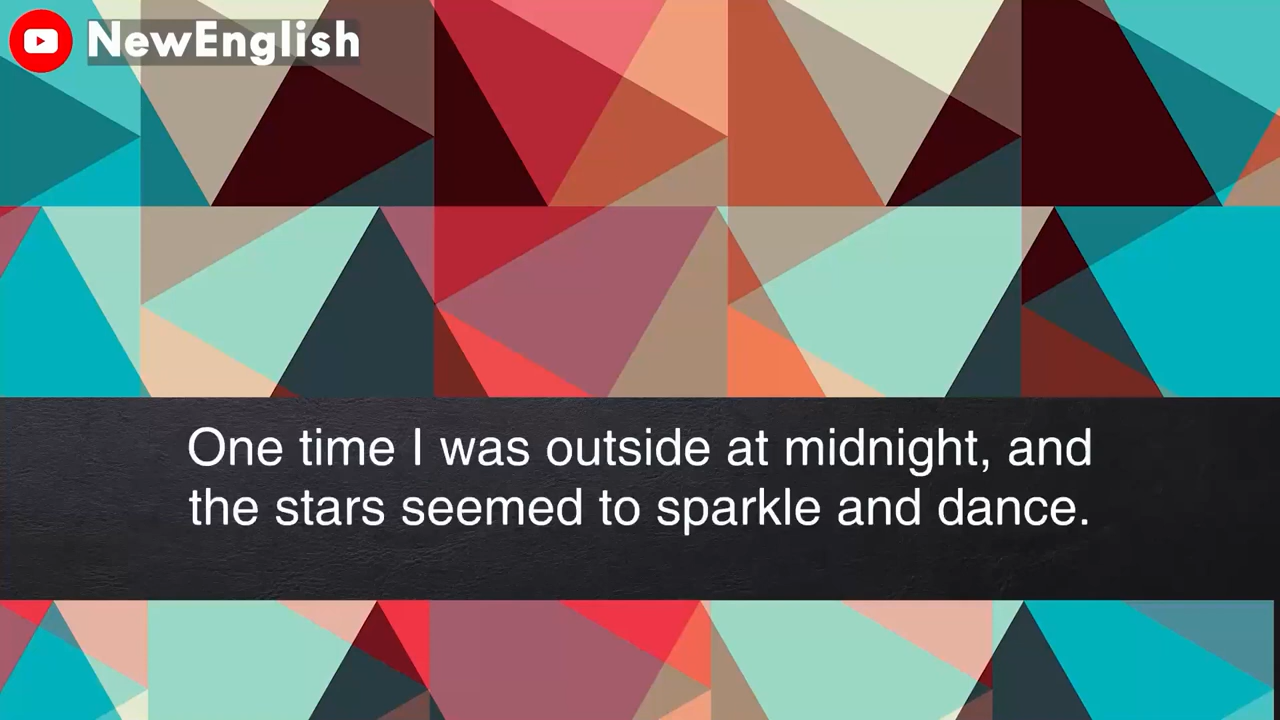 NewEnglish
One time I was outside at midnight, and
the stars seemed to sparkle and dance.